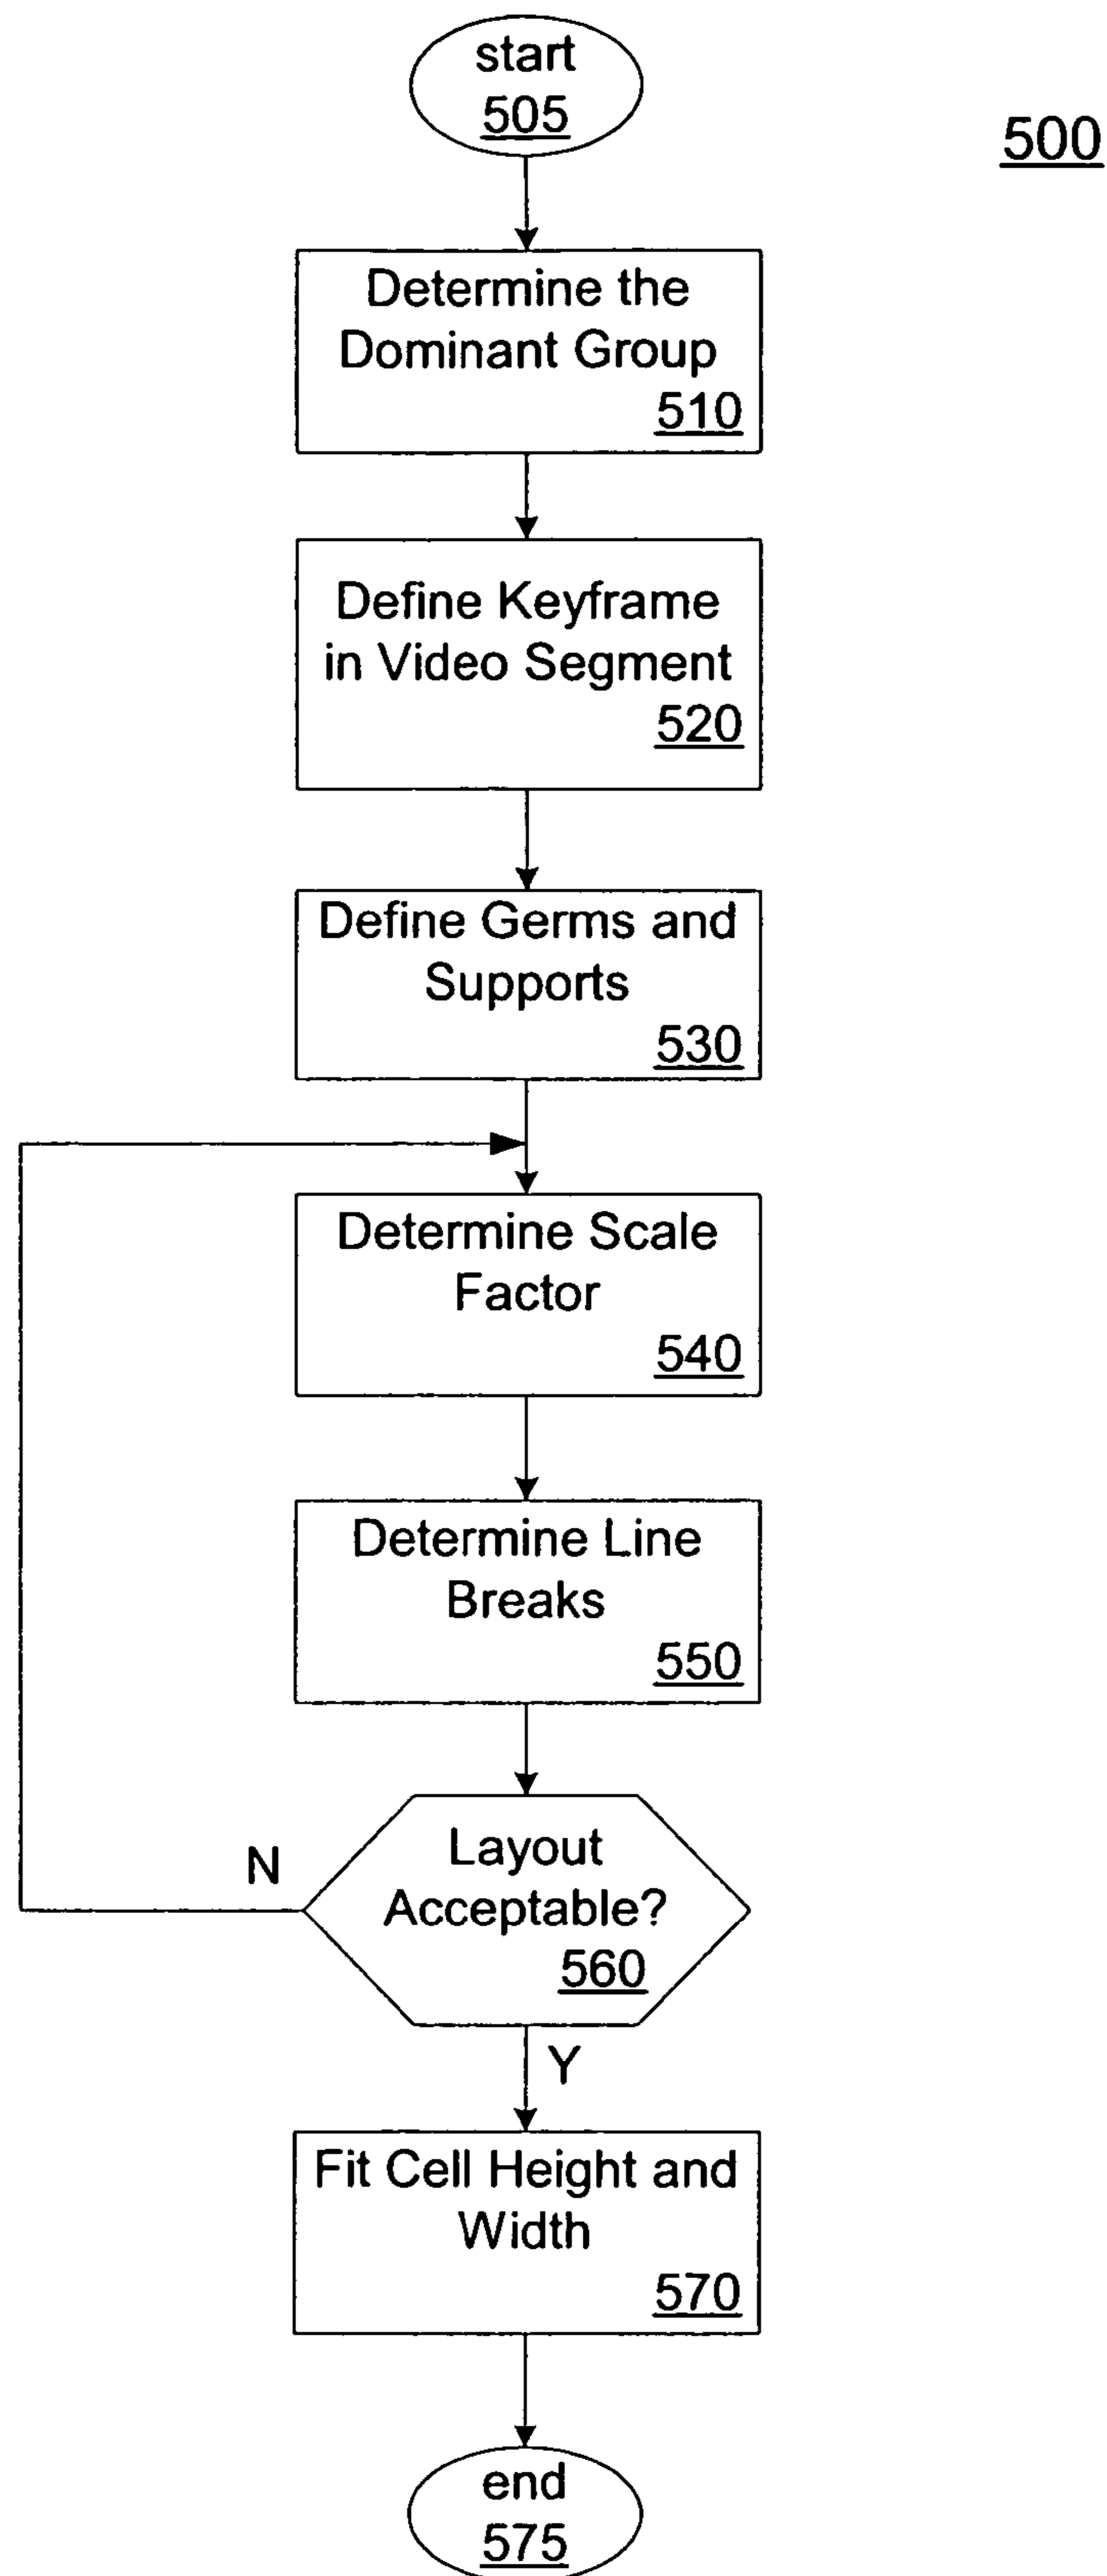 start
505
500
Determine the
Dominant Group
510
Define Keyframe
in Video Segment
520
Define Germs and
Supports
530
Determine Scale
Factor
540
Determine Line
Breaks
550
Layout
Acceptable?
560
N
Y
Fit Cell Height and
Width
570
end
575